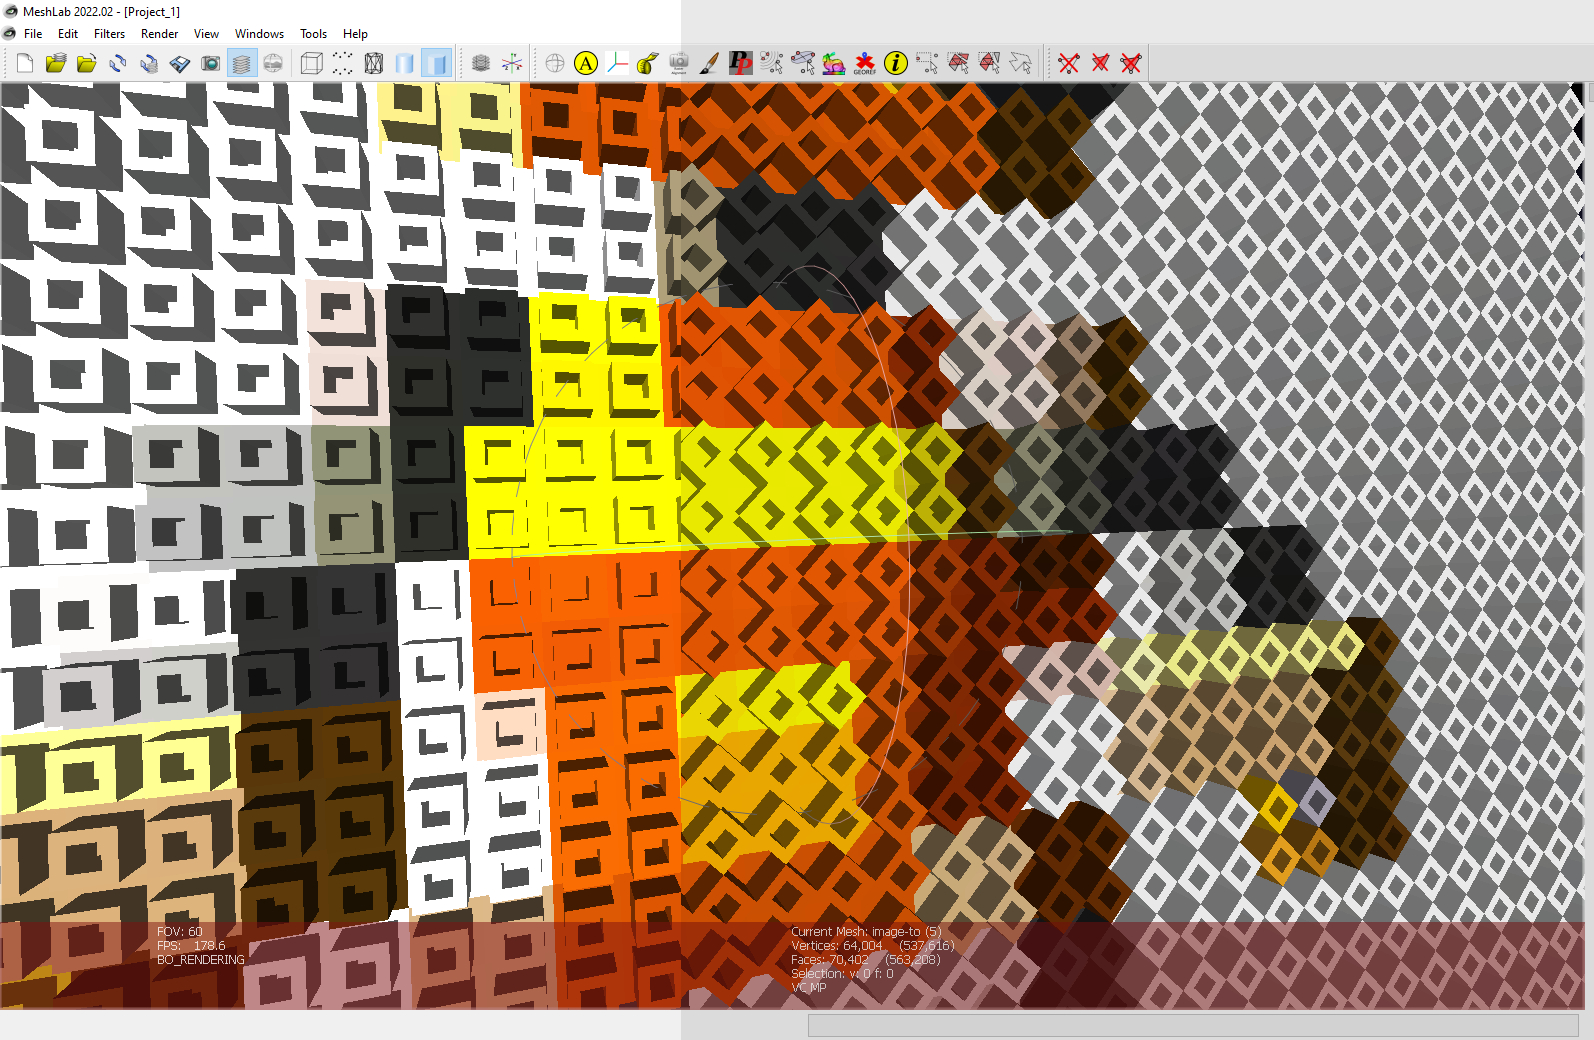 MeshLab 2022.02 - [Project_1]
File Edit Filters Render View Windows Tools Help
A
PP
GEOREF
i
FOV: 60
FPS: 178.6
BO_RENDERING
Current Mesh: image-to (5)
Vertices: 64,004 (537,616)
Faces: 70,402 (563,208)
Selection: v: 0 f: 0
VC MP